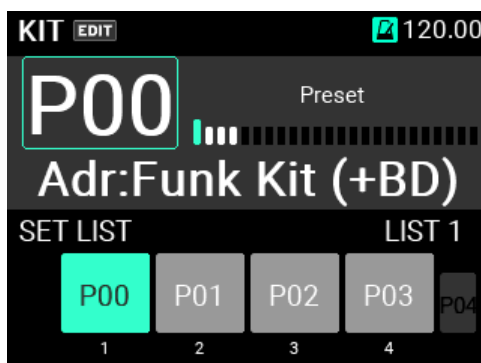 KIT EDIT 120.00
P00 Preset
Adr:Funk Kit (+BD)
SET LIST LIST 1
P00 P01 P02 P03 P04
1 2 3 4